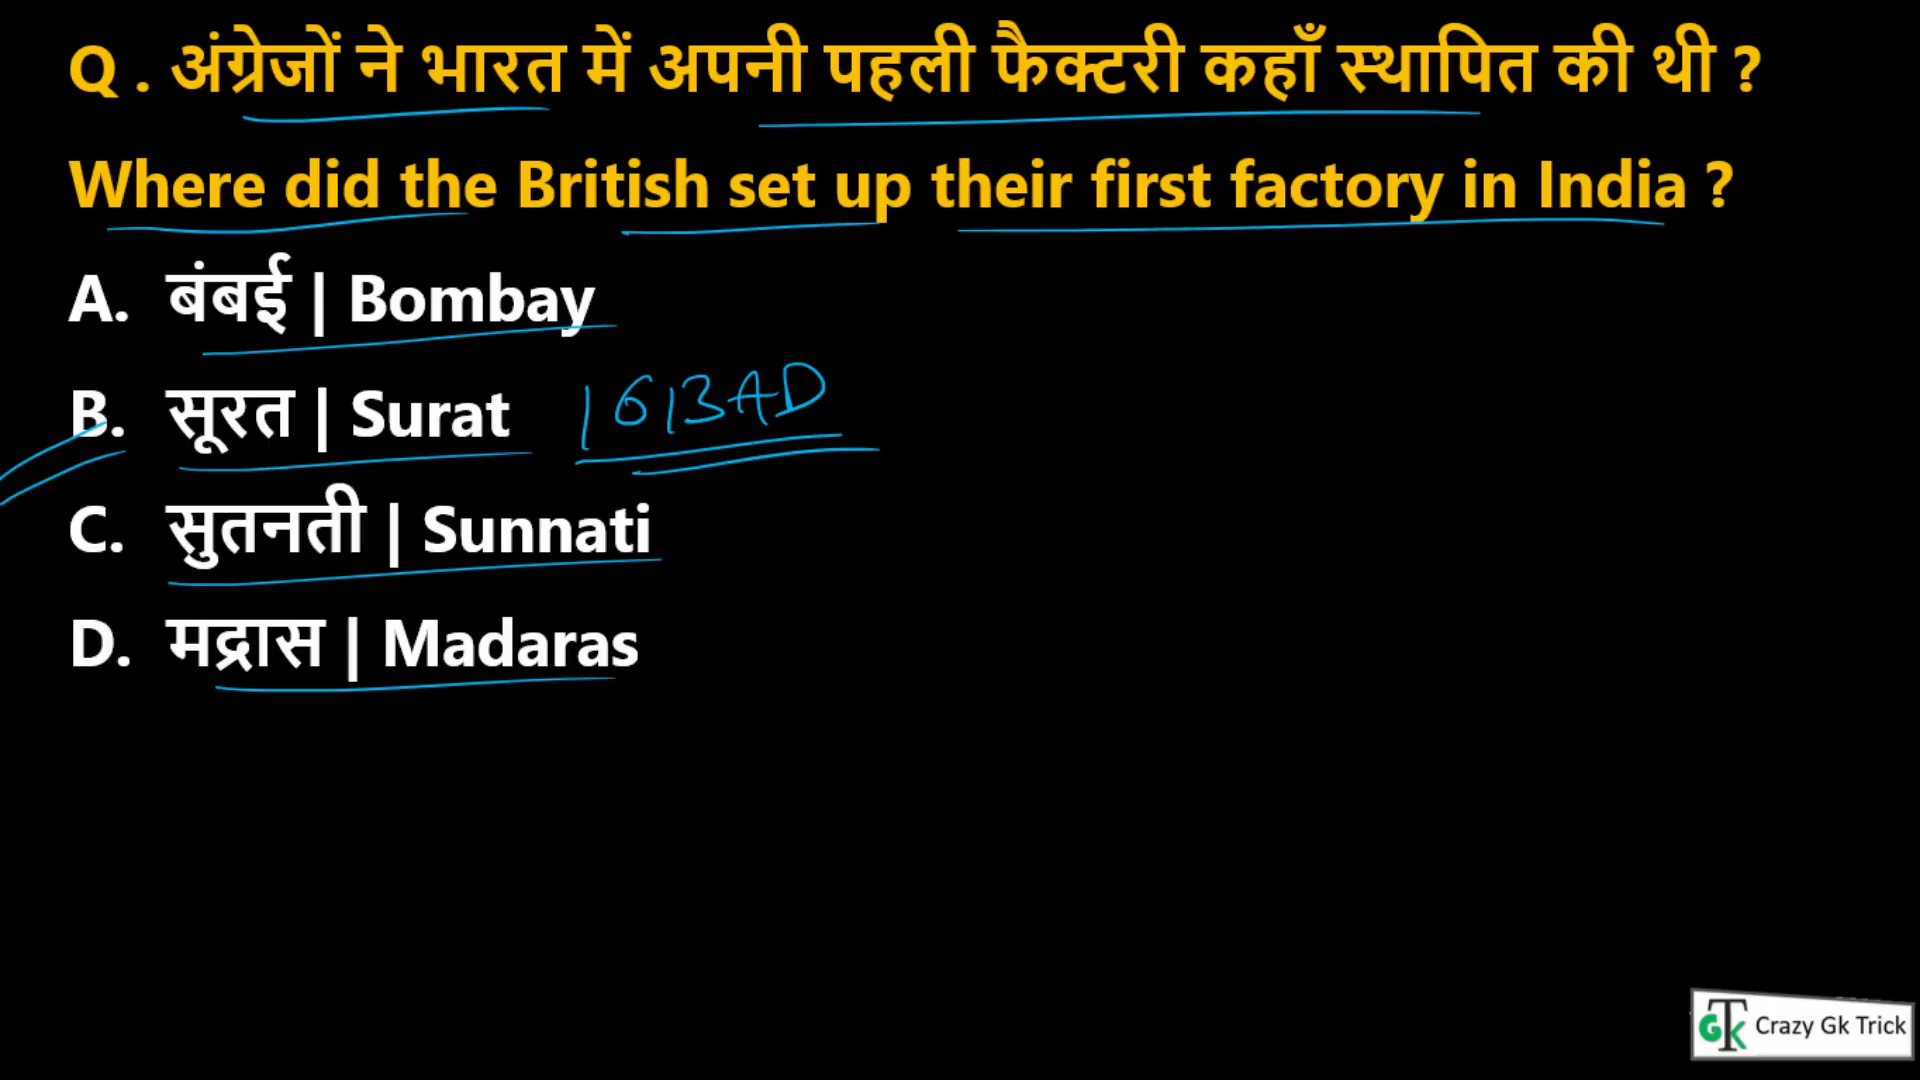 Q . अंग्रेजों ने भारत में अपनी पहली फैक्टरी कहाँ स्थापित की थी ?
Where did the British set up their first factory in India ?
A. बंबई | Bombay
B. सूरत | Surat 1613AD
C. सुतनती | Sunnati
D. मद्रास | Madaras
GTK Crazy Gk Trick